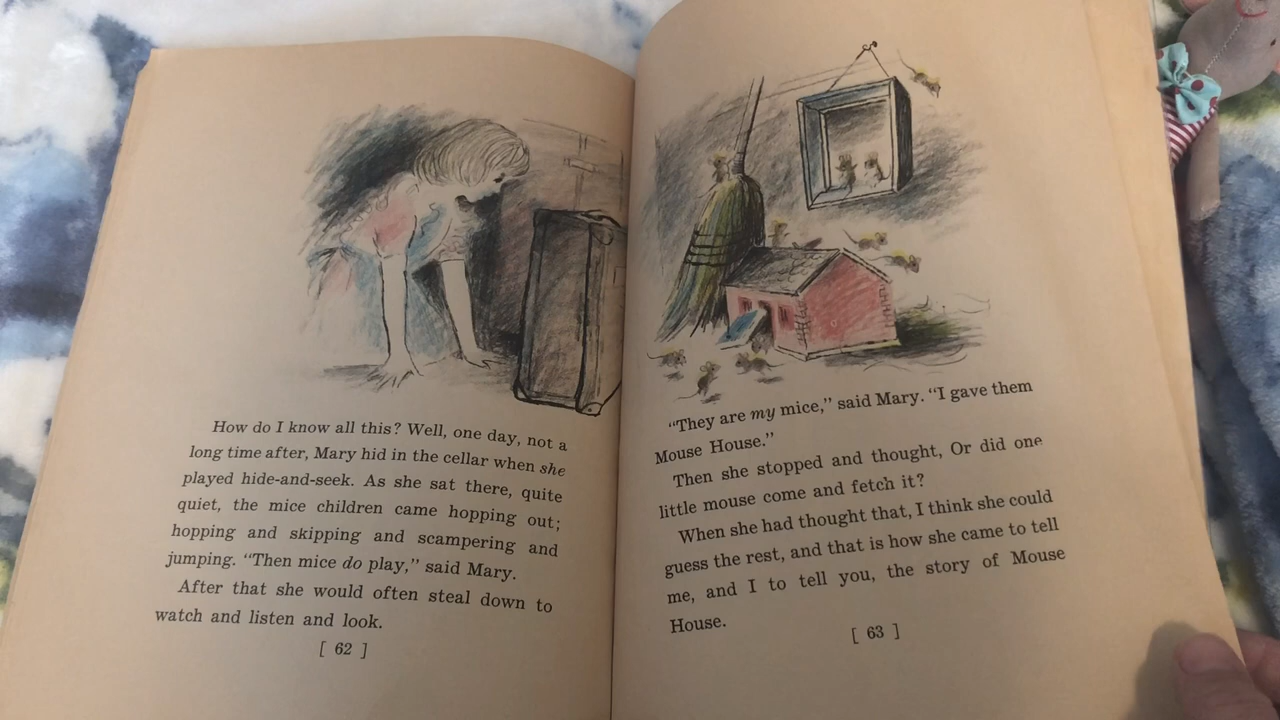 How do I know all this? Well, one day, not a
long time after, Mary hid in the cellar when she
played hide-and-seek. As she sat there, quite
quiet, the mice children came hopping out;
hopping and skipping and scampering and
jumping. "Then mice do play," said Mary.
After that she would often steal down to
watch and listen and look.
[ 62 ]
"They are my mice," said Mary. "I gave them
Mouse House."
Then she stopped and thought, Or did one
little mouse come and fetch it?
When she had thought that, I think she could
guess the rest, and that is how she came to tell
me, and I to tell you, the story of Mouse
House.
[ 63 ]